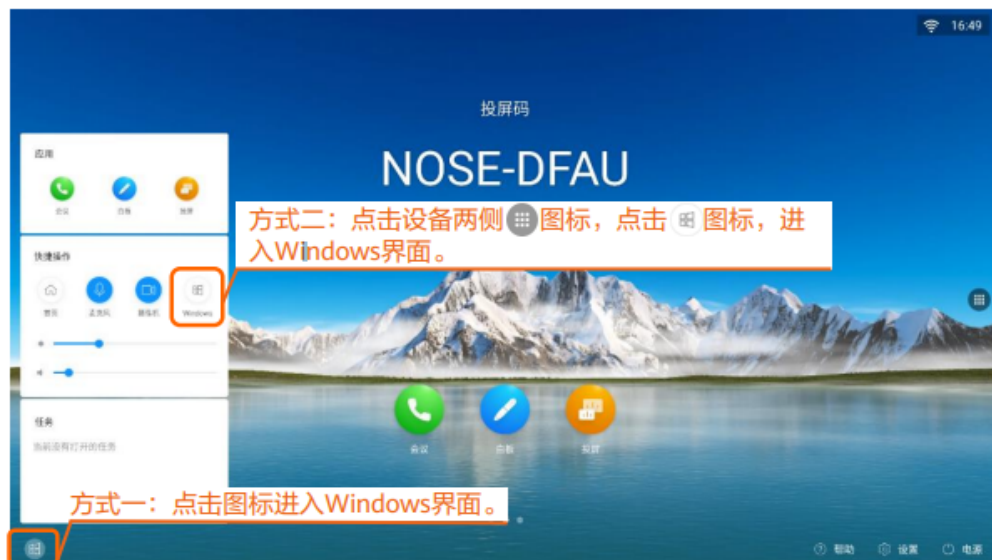 16:49
投屏码
NOSE-DFAU
应用
会议 白板 投屏
方式二：点击设备两侧图标，点击图标，进
入Windows界面。
快捷操作
首页 麦克风 摄像机 Windows
任务
当前没有打开的任务
会议 白板 投屏
方式一：点击图标进入Windows界面。
帮助 设置 电源